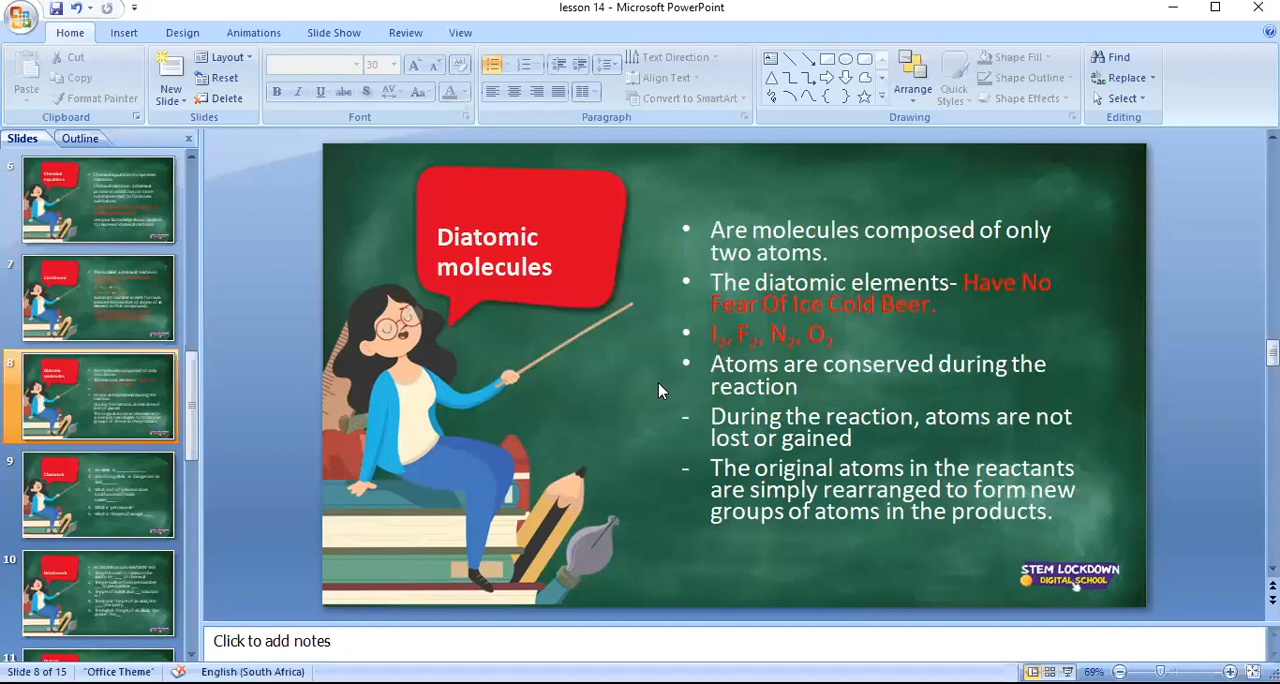 lesson 14 - Microsoft PowerPoint
Home Insert Design Animations Slide Show Review View
Paste
Cut
Copy
Format Painter
Clipboard
New Slide
Layout
Reset
Delete
Slides
30
B I U abe S AV Aa A
Font
Text Direction
Align Text
Convert to SmartArt
Paragraph
Arrange
Quick Styles
Shape Fill
Shape Outline
Shape Effects
Drawing
Find
Replace
Select
Editing
Slides Outline
6
7
8
9
10
11
Diatomic
molecules
• Are molecules composed of only
two atoms.
• The diatomic elements- Have No
Fear Of Ice Cold Beer.
• I₂, F₂, N₂, O₂
• Atoms are conserved during the
reaction
- During the reaction, atoms are not
lost or gained
- The original atoms in the reactants
are simply rearranged to form new
groups of atoms in the products.
STEM LOCKDOWN
DIGITAL SCHOOL
Click to add notes
Slide 8 of 15 "Office Theme" English (South Africa) 69%